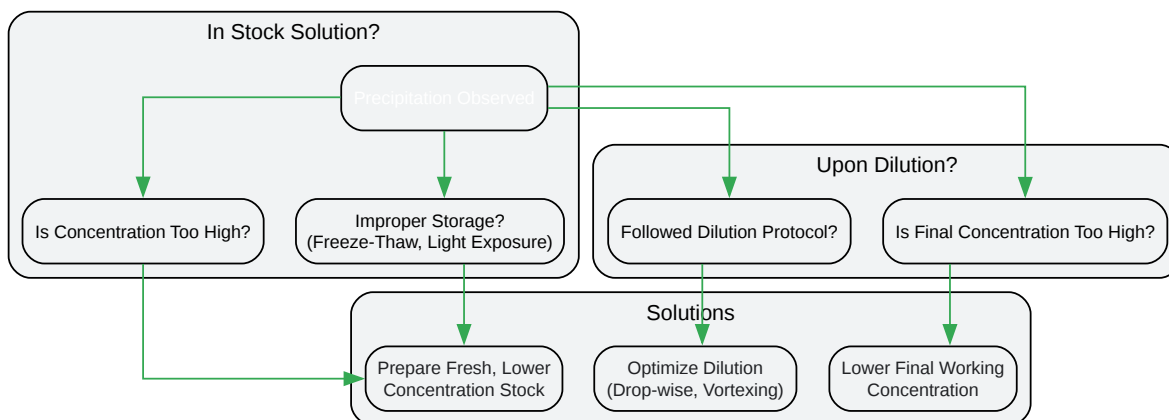 In Stock Solution?
Precipitation Observed
Upon Dilution?
Is Concentration Too High?
Improper Storage?
(Freeze-Thaw, Light Exposure)
Followed Dilution Protocol?
Is Final Concentration Too High?
Solutions
Prepare Fresh, Lower
Concentration Stock
Optimize Dilution
(Drop-wise, Vortexing)
Lower Final Working
Concentration